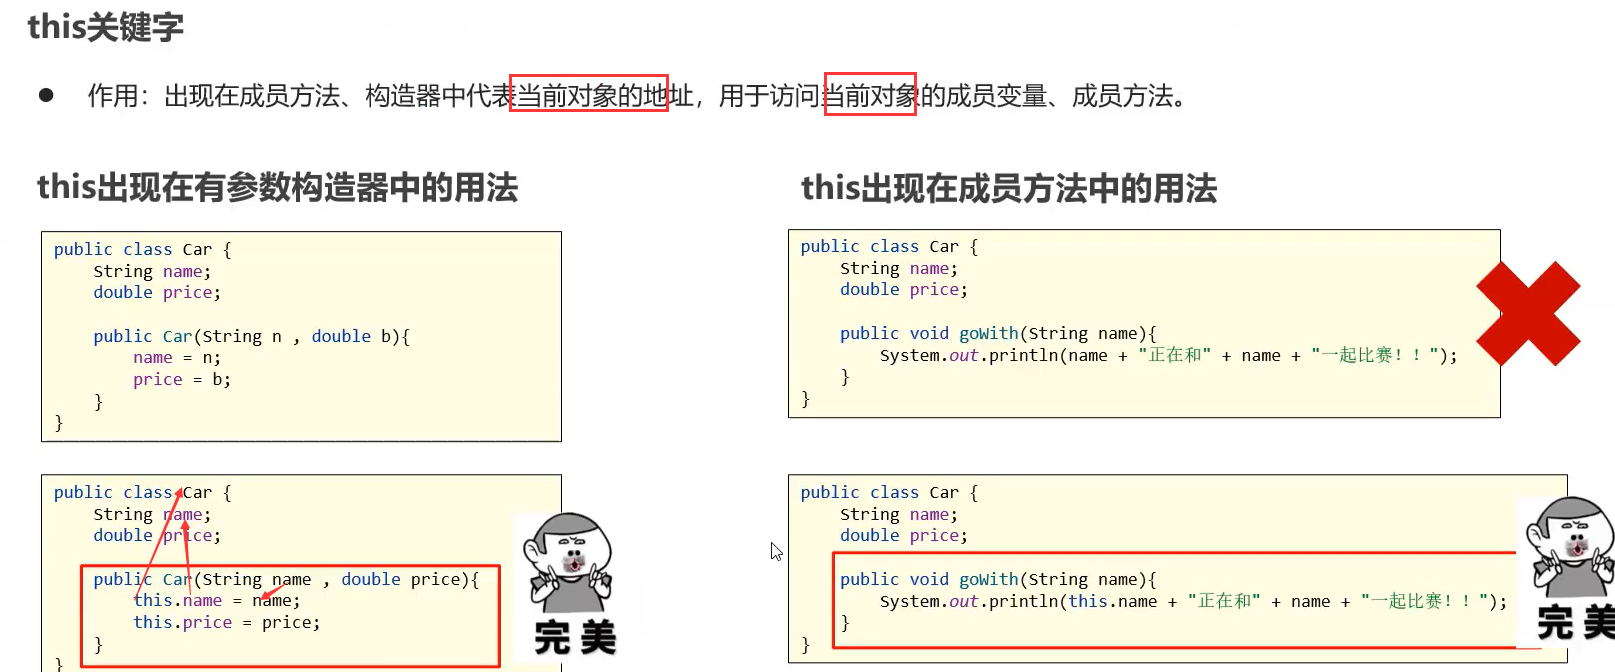 this关键字
● 作用：出现在成员方法、构造器中代表当前对象的地址，用于访问当前对象的成员变量、成员方法。
this出现在有参数构造器中的用法
public class Car {
String name;
double price;
public Car(String n , double b){
name = n;
price = b;
}
}
public class Car {
String name;
double price;
public Car(String name , double price){
this.name = name;
this.price = price;
}
}
完美
this出现在成员方法中的用法
public class Car {
String name;
double price;
public void goWith(String name){
System.out.println(name + "正在和" + name + "一起比赛！！");
}
}
public class Car {
String name;
double price;
public void goWith(String name){
System.out.println(this.name + "正在和" + name + "一起比赛！！");
}
}
完美